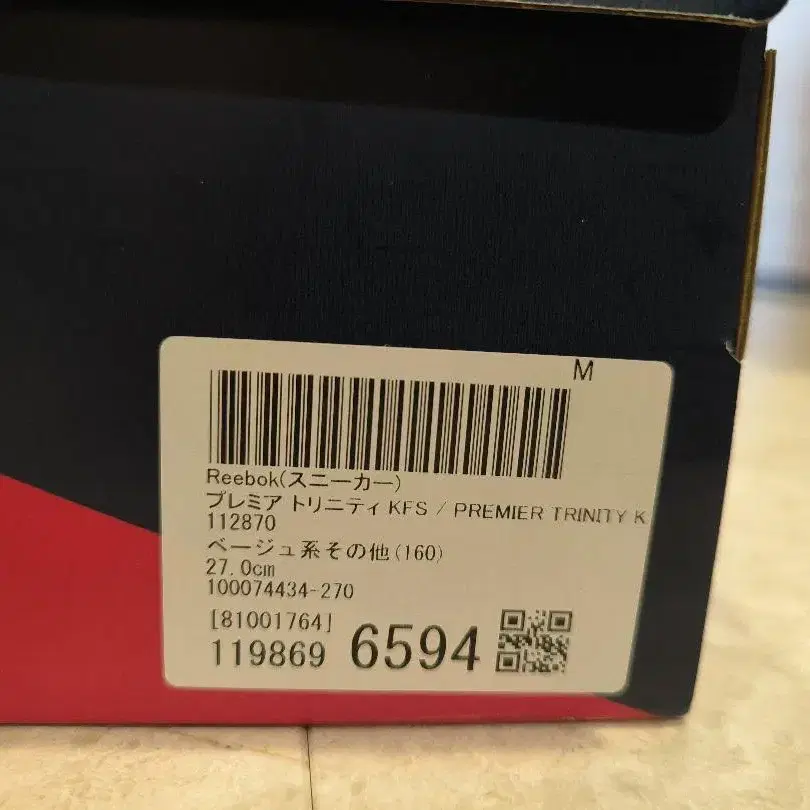 M
Reebok(スニーカー)
プレミア トリニティ KFS / PREMIER TRINITY K
112870
ベージュ系その他(160)
27.0cm
100074434-270
[81001764]
119869 6594